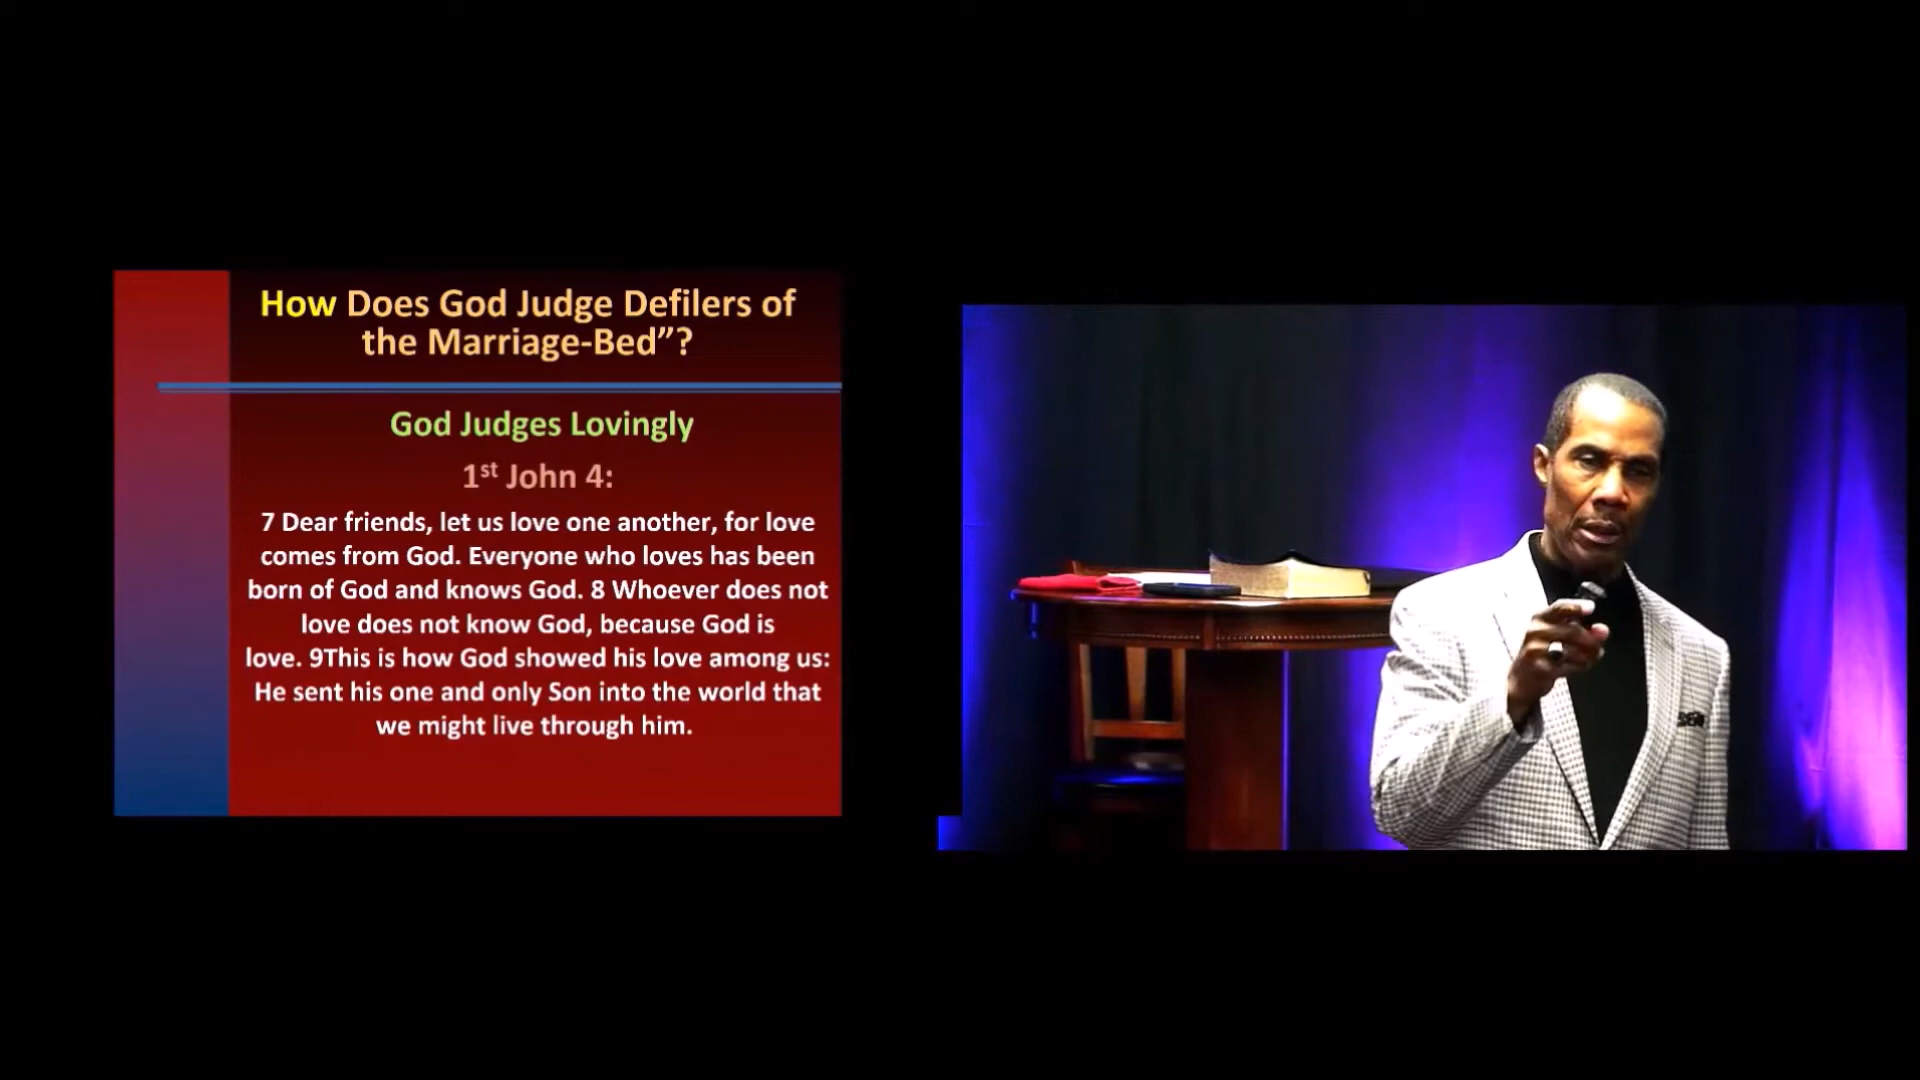 How Does God Judge Defilers of
the Marriage-Bed”?
God Judges Lovingly
1st John 4:
7 Dear friends, let us love one another, for love
comes from God. Everyone who loves has been
born of God and knows God. 8 Whoever does not
love does not know God, because God is
love. 9This is how God showed his love among us:
He sent his one and only Son into the world that
we might live through him.